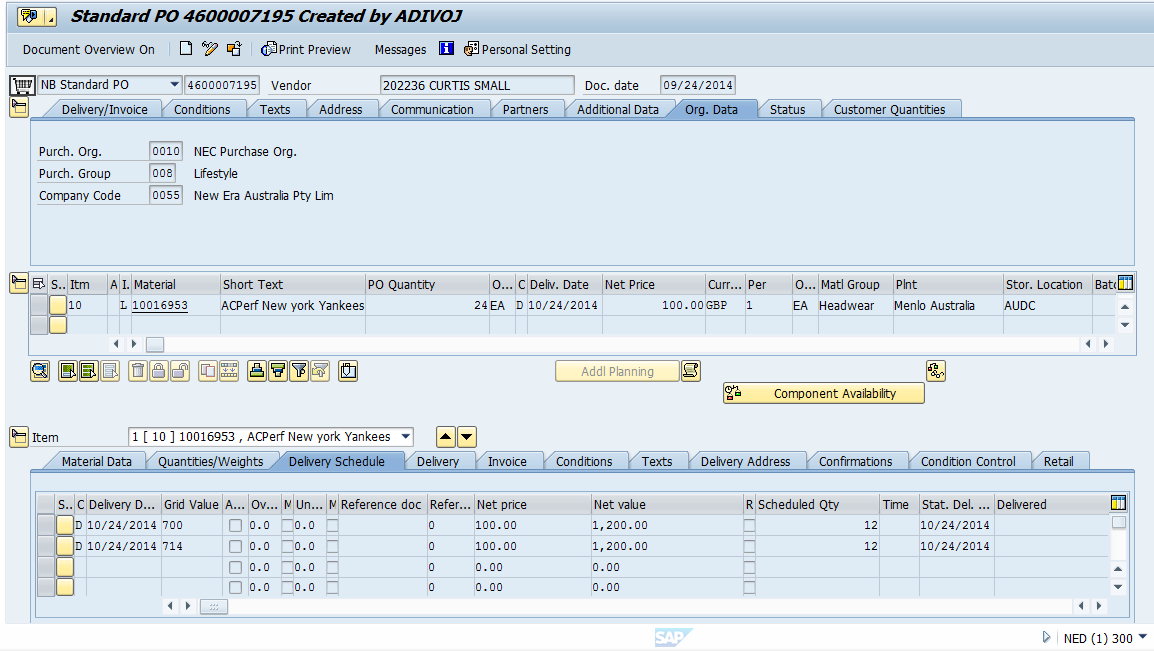 Standard PO 4600007195 Created by ADIVOJ
Document Overview On Print Preview Messages Personal Setting
NB Standard PO 4600007195 Vendor 202236 CURTIS SMALL Doc. date 09/24/2014
Delivery/Invoice Conditions Texts Address Communication Partners Additional Data Org. Data Status Customer Quantities
Purch. Org. 0010 NEC Purchase Org.
Purch. Group 008 Lifestyle
Company Code 0055 New Era Australia Pty Lim
S.. Itm A I. Material Short Text PO Quantity O... C Deliv. Date Net Price Curr... Per O... Matl Group Plnt Stor. Location Batc
10 L 10016953 ACPerf New york Yankees 24 EA D 10/24/2014 100.00 GBP 1 EA Headwear Menlo Australia AUDC
Addl Planning
Component Availability
Item 1 [ 10 ] 10016953 , ACPerf New york Yankees
Material Data Quantities/Weights Delivery Schedule Delivery Invoice Conditions Texts Delivery Address Confirmations Condition Control Retail
S.. C Delivery D... Grid Value A... Ov... M Un... M Reference doc Refer... Net price Net value R Scheduled Qty Time Stat. Del. ... Delivered
D 10/24/2014 700 0.0 0.0 0 100.00 1,200.00 12 10/24/2014
D 10/24/2014 714 0.0 0.0 0 100.00 1,200.00 12 10/24/2014
0.0 0.0 0 0.00 0.00
0.0 0.0 0 0.00 0.00
SAP NED (1) 300